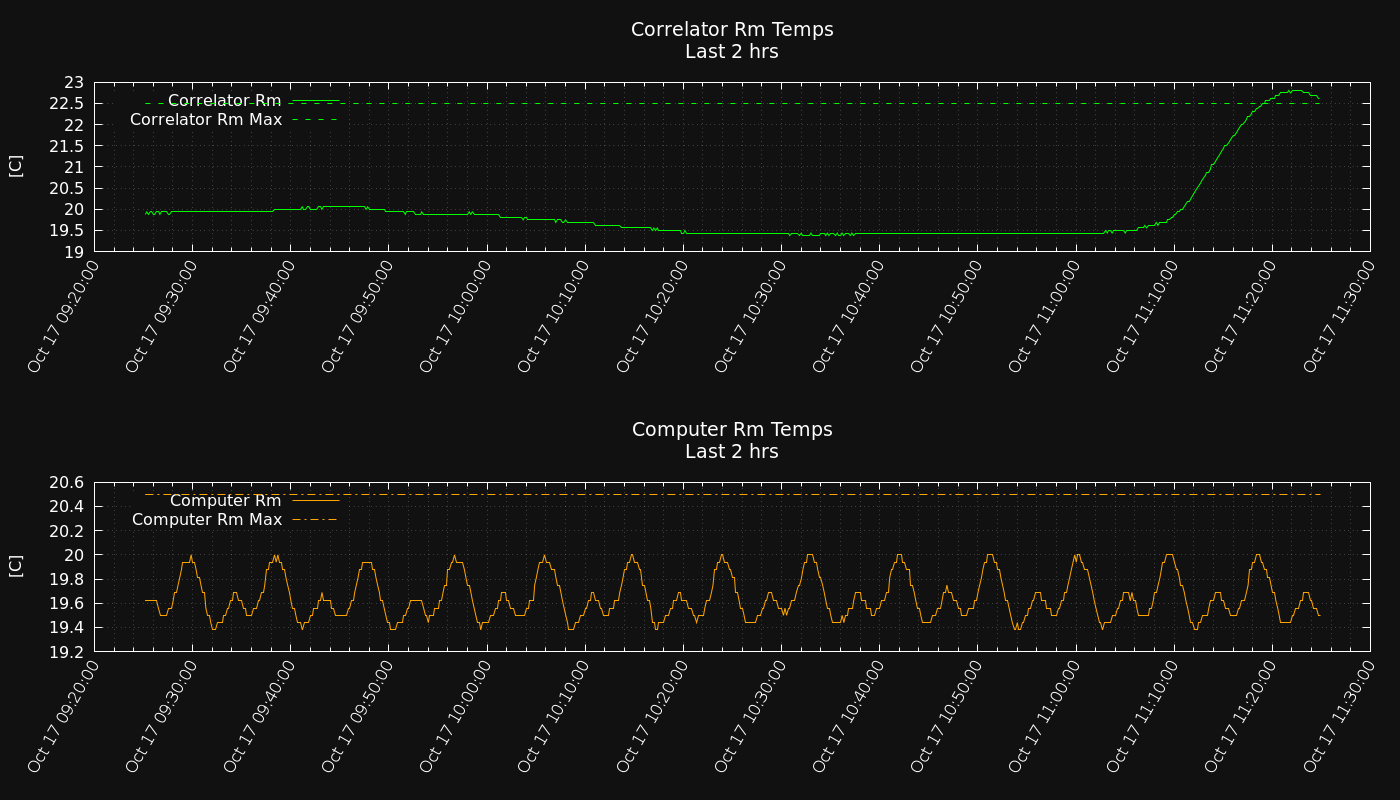 Correlator Rm Temps
Last 2 hrs
23
22.5
22
21.5
21
20.5
20
19.5
19
[C]
Correlator Rm
Correlator Rm Max
Oct 17 09:20:00
Oct 17 09:30:00
Oct 17 09:40:00
Oct 17 09:50:00
Oct 17 10:00:00
Oct 17 10:10:00
Oct 17 10:20:00
Oct 17 10:30:00
Oct 17 10:40:00
Oct 17 10:50:00
Oct 17 11:00:00
Oct 17 11:10:00
Oct 17 11:20:00
Oct 17 11:30:00
Computer Rm Temps
Last 2 hrs
20.6
20.4
20.2
20
19.8
19.6
19.4
19.2
[C]
Computer Rm
Computer Rm Max
Oct 17 09:20:00
Oct 17 09:30:00
Oct 17 09:40:00
Oct 17 09:50:00
Oct 17 10:00:00
Oct 17 10:10:00
Oct 17 10:20:00
Oct 17 10:30:00
Oct 17 10:40:00
Oct 17 10:50:00
Oct 17 11:00:00
Oct 17 11:10:00
Oct 17 11:20:00
Oct 17 11:30:00